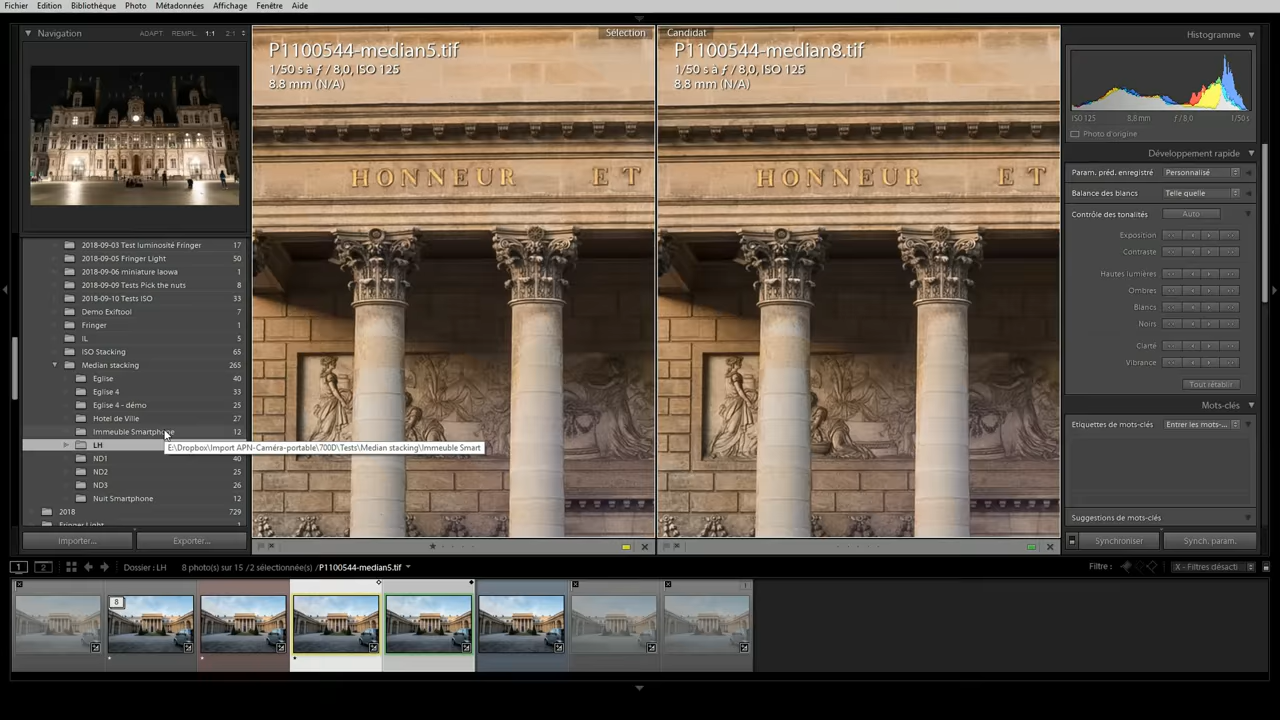 Fichier Edition Bibliothèque Photo Métadonnées Affichage Fenêtre Aide
Navigation ADAPT. REMPL. 1:1 2:1
2018-09-03 Test luminosité Fringer 17
2018-09-05 Fringer Light 50
2018-09-06 miniature laowa 1
2018-09-09 Tests Pick the nuts 8
2018-09-10 Tests ISO 33
Demo Exiftool 7
Fringer 1
IL 5
ISO Stacking 65
Median stacking 265
Eglise 40
Eglise 4 33
Eglise 4 - démo 25
Hotel de Ville 27
Immeuble Smartphone 12
LH
E:\Dropbox\Import APN-Caméra-portable\700D\Tests\Median stacking\Immeuble Smart
ND1 40
ND2 25
ND3 26
Nuit Smartphone 12
2018 729
Fringer Light 1
Importer... Exporter...
Sélection
P1100544-median5.tif
1/50 s à ƒ / 8,0, ISO 125
8.8 mm (N/A)
HONNEUR ET
Candidat
P1100544-median8.tif
1/50 s à ƒ / 8,0, ISO 125
8.8 mm (N/A)
HONNEUR ET
Histogramme
ISO 125 8.8 mm ƒ / 8,0 1/50 s
Photo d'origine
Développement rapide
Param. préd. enregistré Personnalisé
Balance des blancs Telle quelle
Contrôle des tonalités Auto
Exposition
Contraste
Hautes lumières
Ombres
Blancs
Noirs
Clarté
Vibrance
Tout rétablir
Mots-clés
Etiquettes de mots-clés Entrer les mots-...
Suggestions de mots-clés
Synchroniser Synch. param.
1 2 Dossier : LH 8 photo(s) sur 15 /2 sélectionnée(s) /P1100544-median5.tif
Filtre : X - Filtres désacti
8